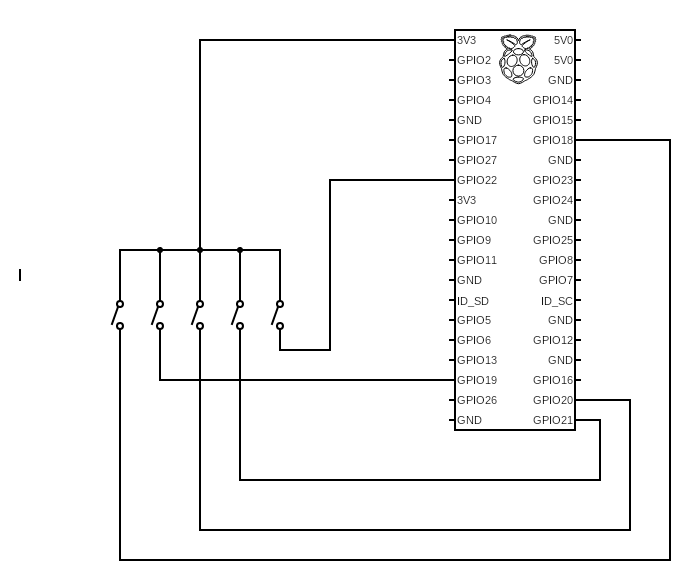 3V3 5V0
GPIO2 5V0
GPIO3 GND
GPIO4 GPIO14
GND GPIO15
GPIO17 GPIO18
GPIO27 GND
GPIO22 GPIO23
3V3 GPIO24
GPIO10 GND
GPIO9 GPIO25
GPIO11 GPIO8
GND GPIO7
ID_SD ID_SC
GPIO5 GND
GPIO6 GPIO12
GPIO13 GND
GPIO19 GPIO16
GPIO26 GPIO20
GND GPIO21